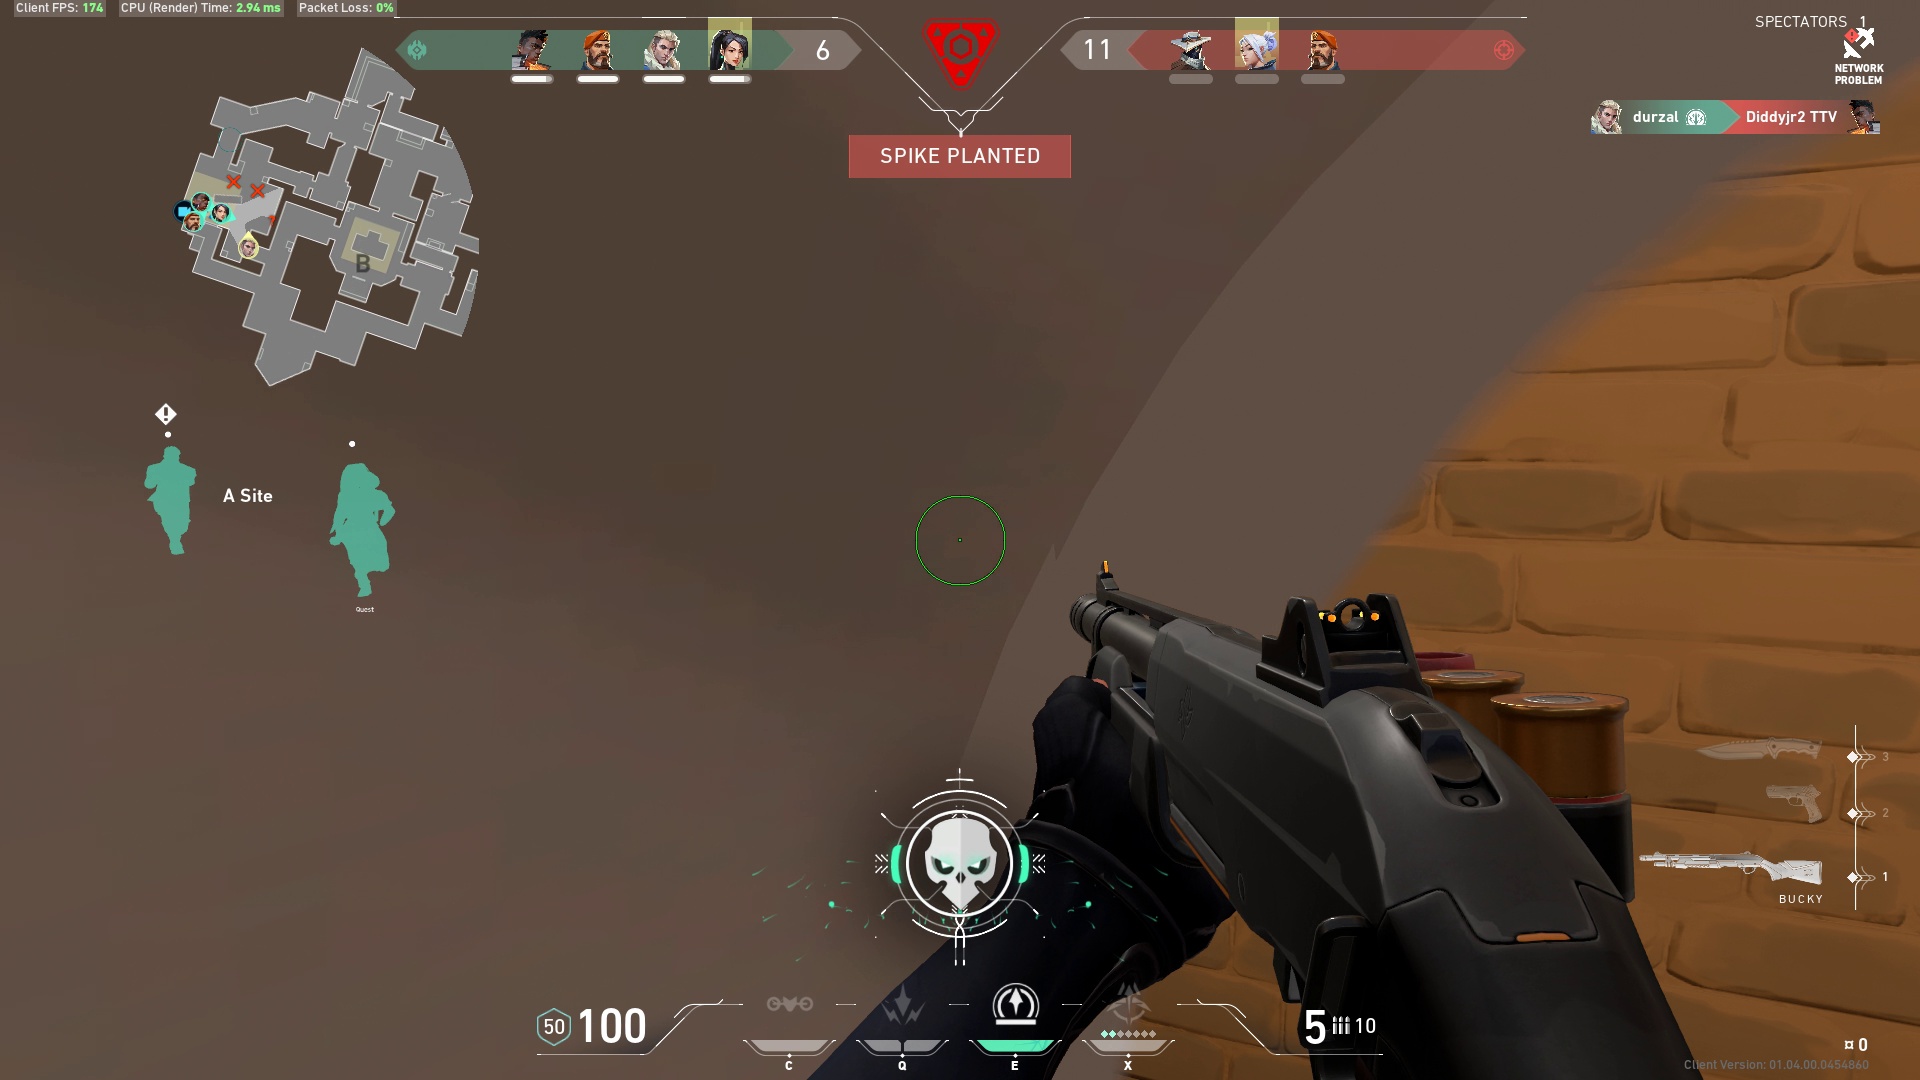 Client FPS: 174 CPU (Render) Time: 2.94 ms Packet Loss: 0%
6
11
SPECTATORS 1
NETWORK
PROBLEM
durzal Diddyjr2 TTV
SPIKE PLANTED
B
A Site
Quest
3
2
1
BUCKY
50 100
5 10
C Q E X
¤ 0
Client Version: 01.04.00.0454860